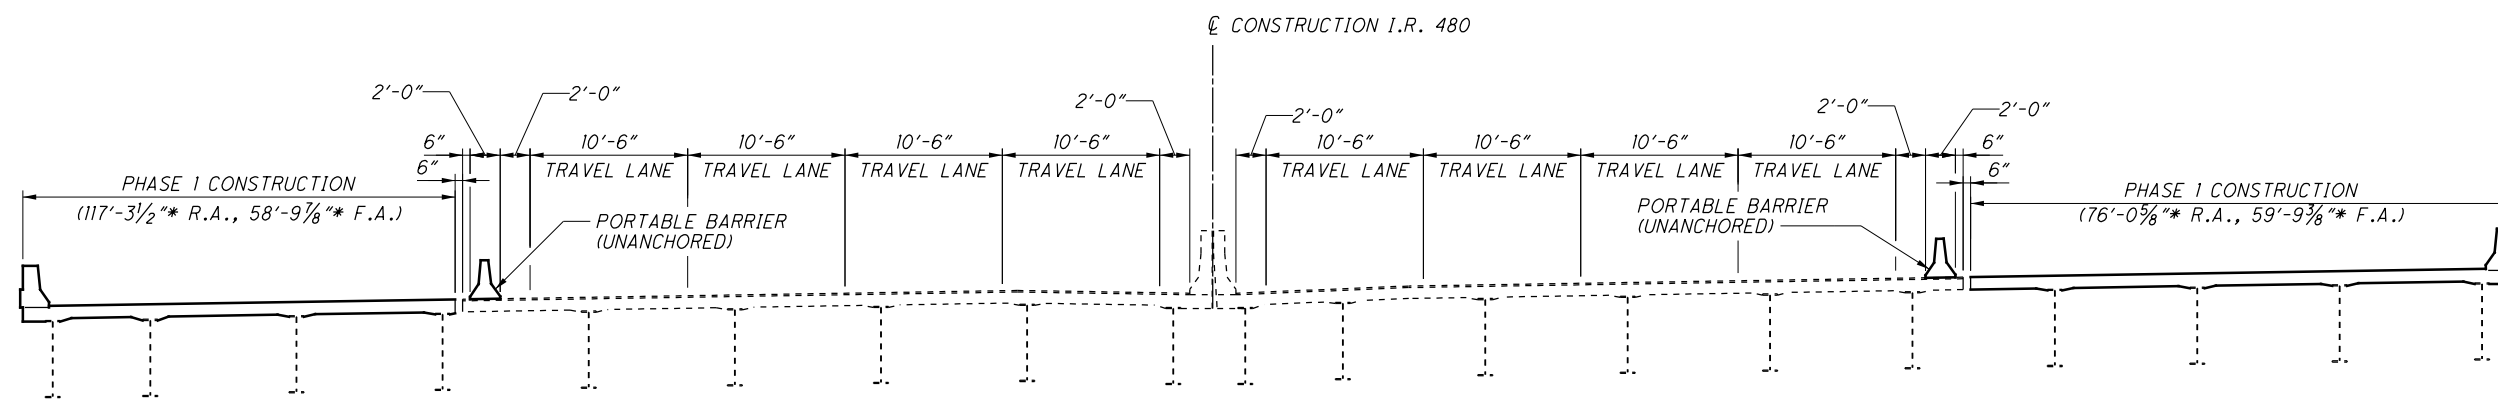 ℄ CONSTRUCTION I.R. 480
2'-0" 2'-0" 2'-0" 2'-0" 2'-0" 2'-0"
6" 10'-6" 10'-6" 10'-6" 10'-6" 10'-6" 10'-6" 10'-6" 10'-6" 6"
6" TRAVEL LANE TRAVEL LANE TRAVEL LANE TRAVEL LANE TRAVEL LANE TRAVEL LANE TRAVEL LANE TRAVEL LANE 6"
PHASE 1 CONSTRUCTION
(117'-3½"* R.A., 58'-9⅞"* F.A.)
PORTABLE BARRIER
(UNANCHORED)
PORTABLE BARRIER
(UNANCHORED)
PHASE 1 CONSTRUCTION
(76'-0⅝"* R.A., 59'-9⅜"* F.A.)